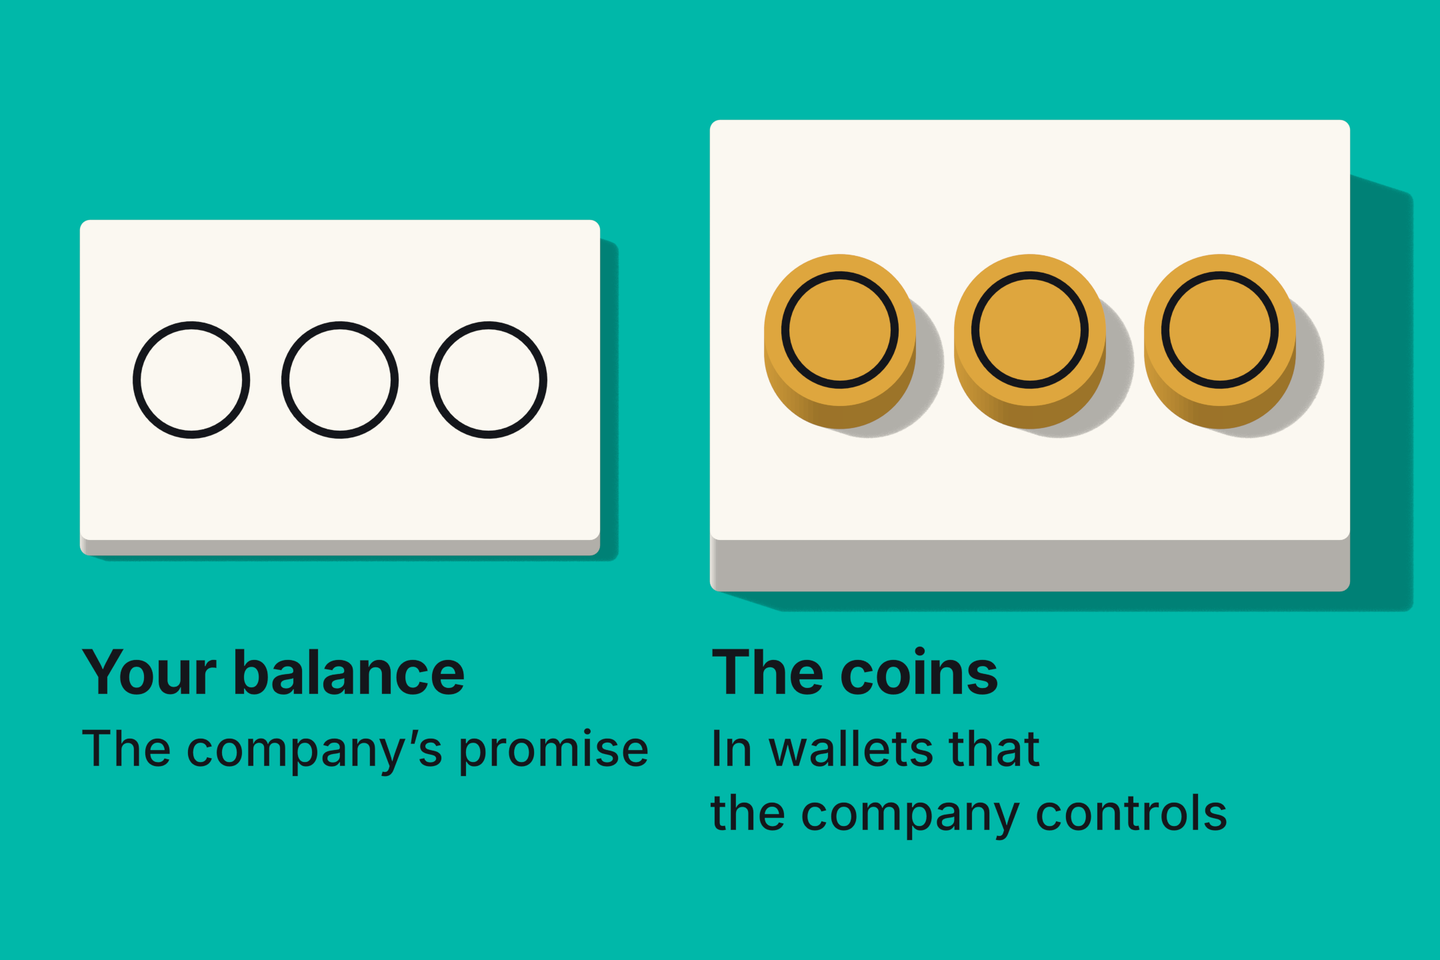 Your balance
The company’s promise
The coins
In wallets that
the company controls